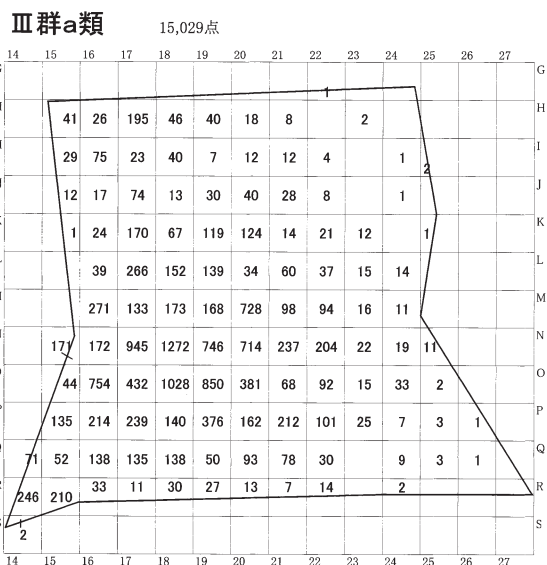 Ⅲ群a類 15,029点
14 15 16 17 18 19 20 21 22 23 24 25 26 27
G G
1
H H
41 26 195 46 40 18 8 2
I I
29 75 23 40 7 12 12 4 1 2
J J
12 17 74 13 30 40 28 8 1
K K
1 24 170 67 119 124 14 21 12 1
L L
39 266 152 139 34 60 37 15 14
M M
271 133 173 168 728 98 94 16 11
N N
171 172 945 1272 746 714 237 204 22 19 11
O O
44 754 432 1028 850 381 68 92 15 33 2
P P
135 214 239 140 376 162 212 101 25 7 3 1
Q Q
71 52 138 135 138 50 93 78 30 9 3 1
R R
246 210 33 11 30 27 13 7 14 2
S S
2
14 15 16 17 18 19 20 21 22 23 24 25 26 27